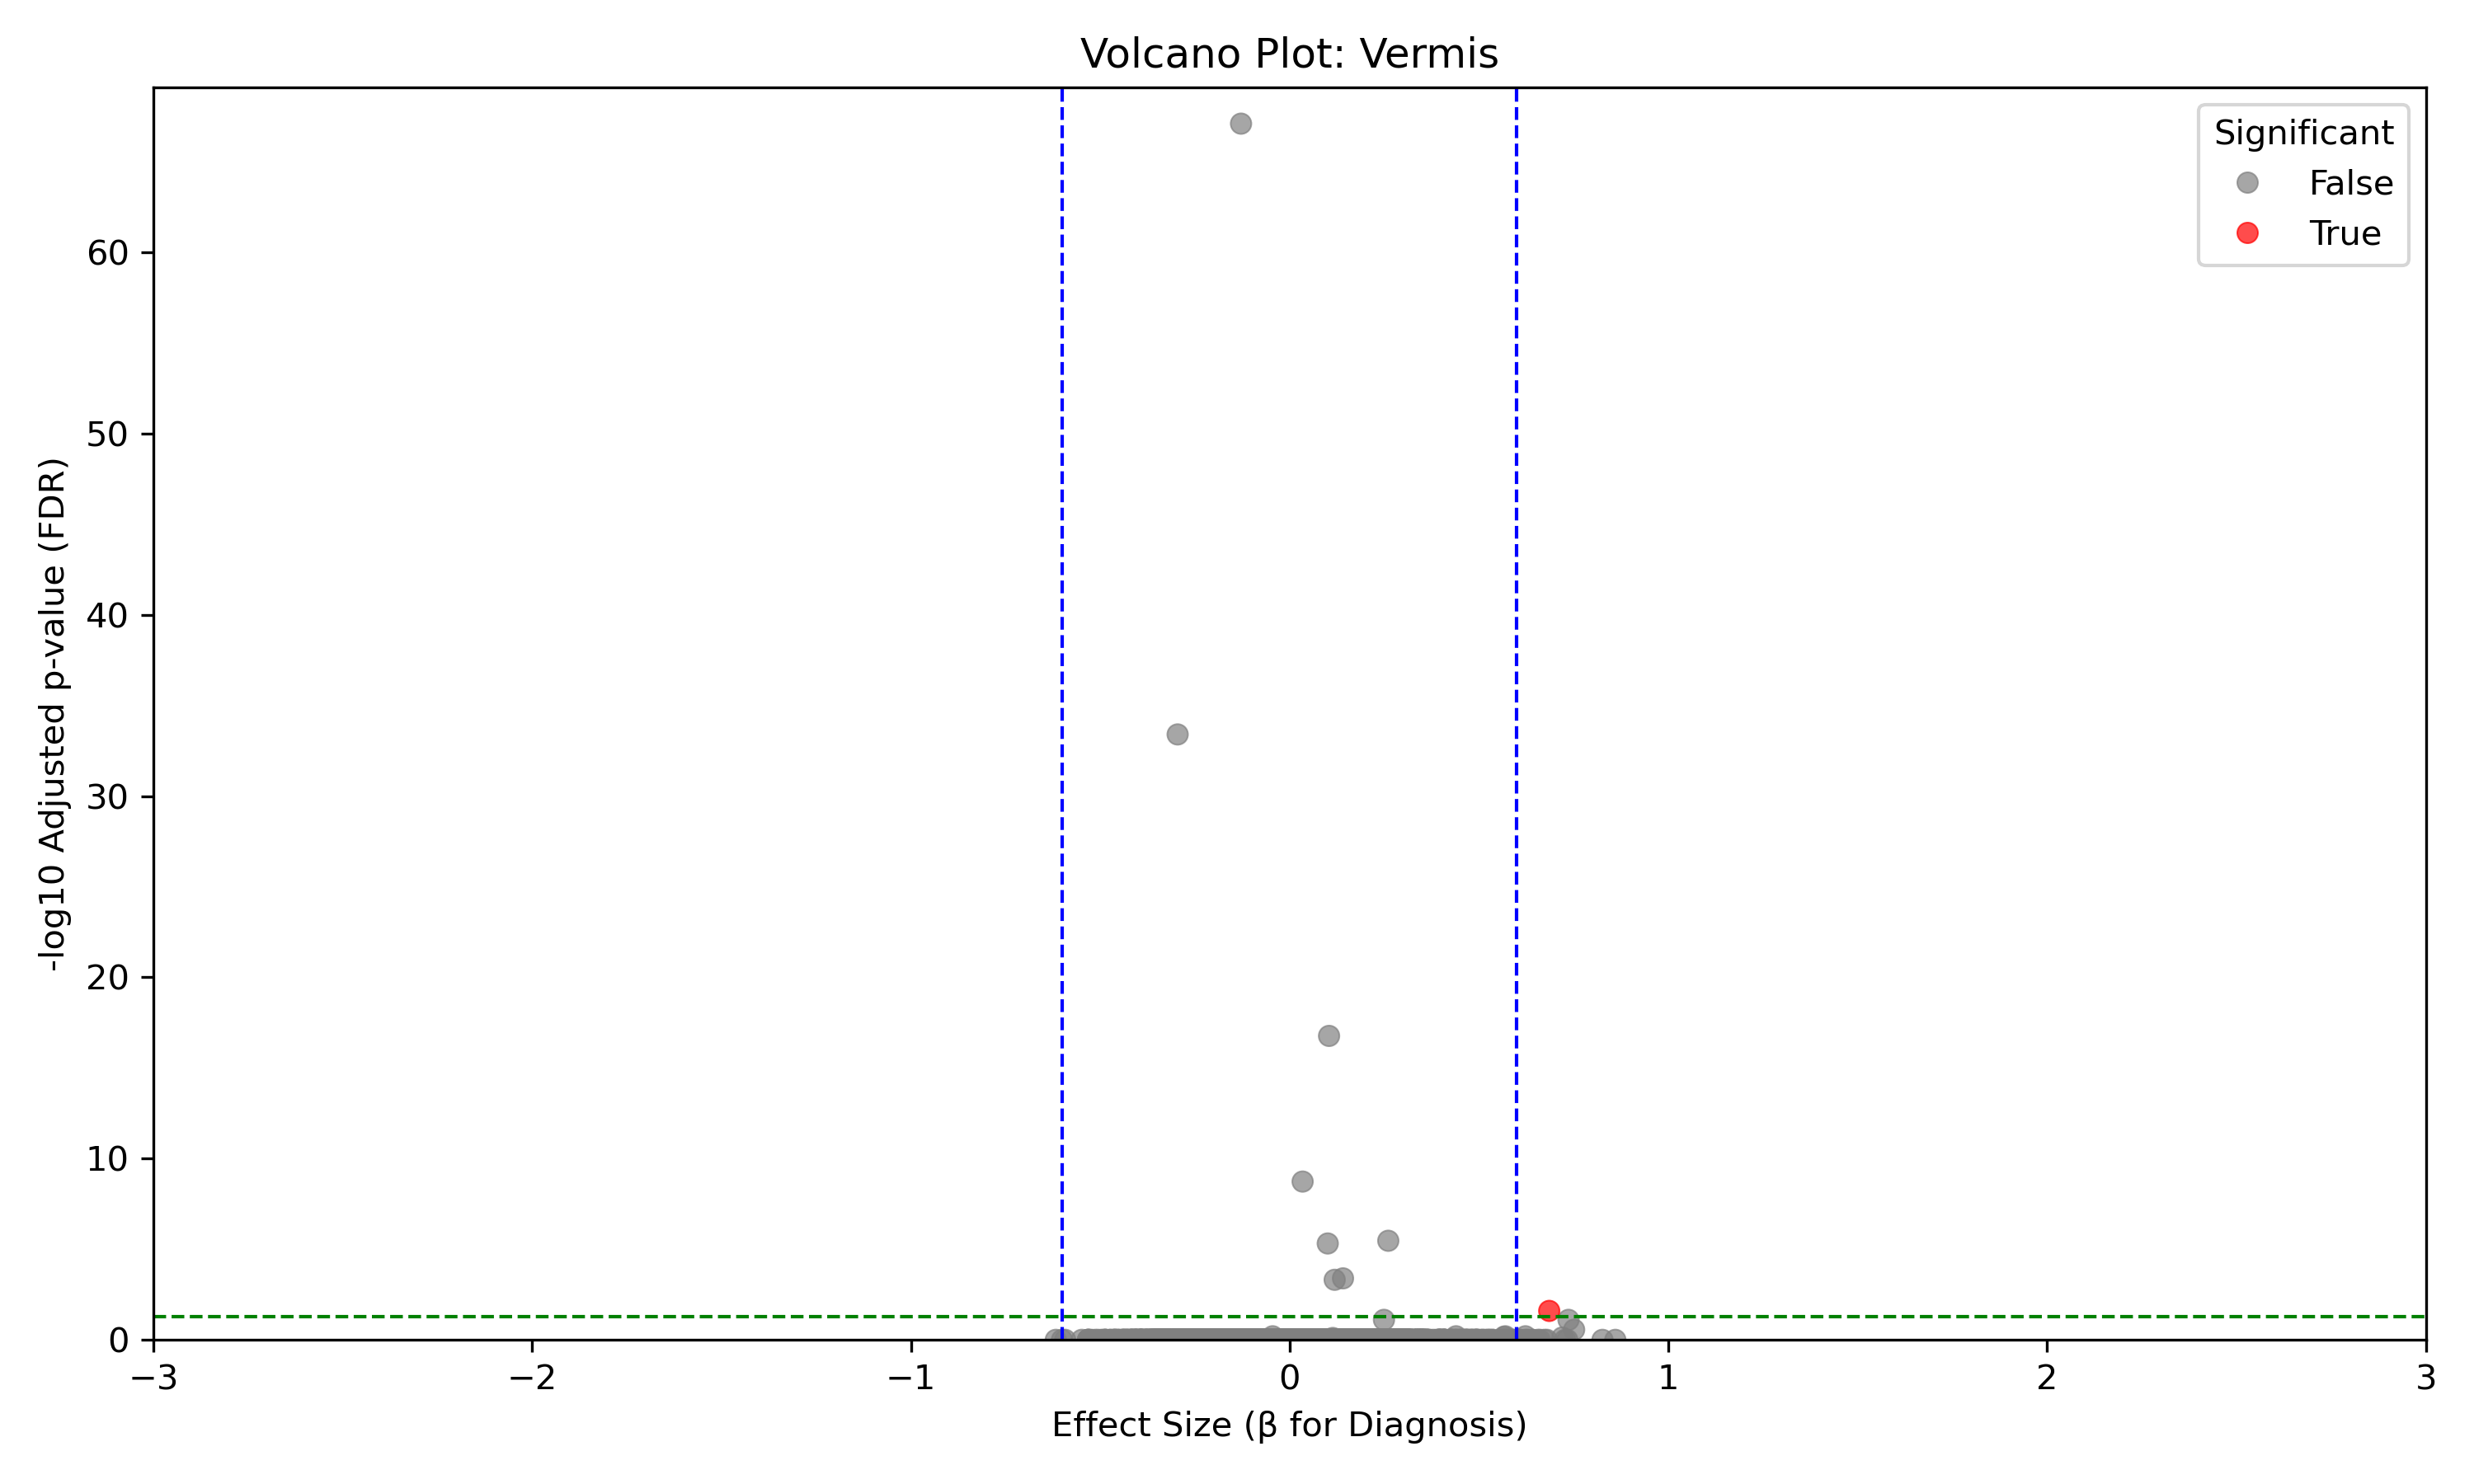 Volcano Plot: Vermis
Significant
False
True
-log10 Adjusted p-value (FDR)
60
50
40
30
20
10
0
−3
−2
−1
0
1
2
3
Effect Size (β for Diagnosis)